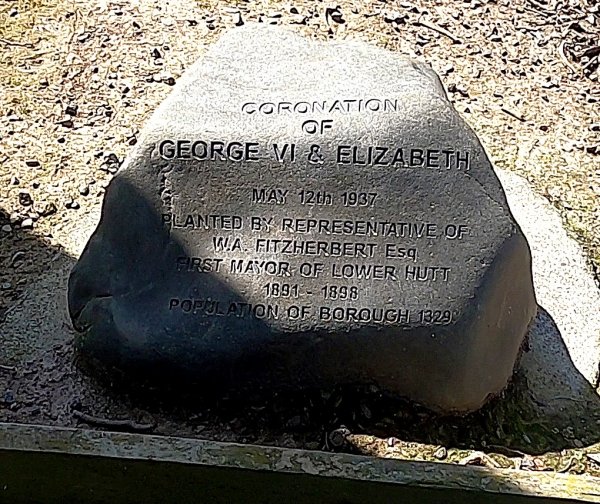 CORONATION
OF
GEORGE VI & ELIZABETH
MAY 12th 1937
PLANTED BY REPRESENTATIVE OF
W.A. FITZHERBERT Esq
FIRST MAYOR OF LOWER HUTT
1891 - 1898
POPULATION OF BOROUGH 1329